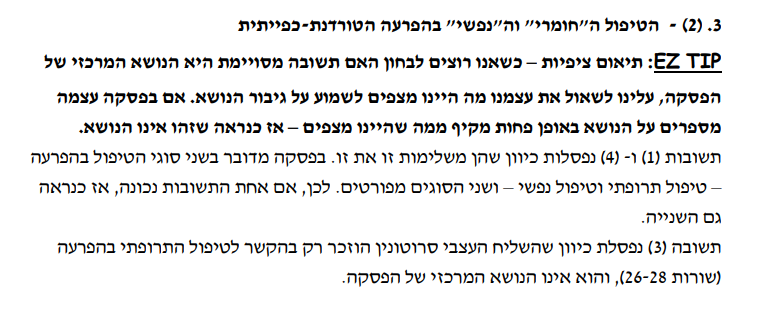 3. (2) - הטיפול ה"חומרי" וה"נפשי" בהפרעה הטורדנת-כפייתית
EZ TIP: תיאום ציפיות – כשאנו רוצים לבחון האם תשובה מסויימת היא הנושא המרכזי של
הפסקה, עלינו לשאול את עצמנו מה היינו מצפים לשמוע על גיבור הנושא. אם בפסקה עצמה
מספרים על הנושא באופן פחות מקיף ממה שהיינו מצפים – אז כנראה שזהו אינו הנושא.
תשובות (1) ו- (4) נפסלות כיוון שהן משלימות זו את זו. בפסקה מדובר בשני סוגי הטיפול בהפרעה
– טיפול תרופתי וטיפול נפשי – ושני הסוגים מפורטים. לכן, אם אחת התשובות נכונה, אז כנראה
גם השנייה.
תשובה (3) נפסלת כיוון שהשליח העצבי סרוטונין הוזכר רק בהקשר לטיפול התרופתי בהפרעה
(שורות 26-28), והוא אינו הנושא המרכזי של הפסקה.